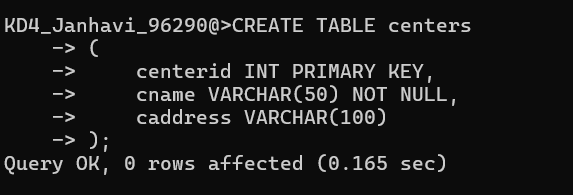 KD4_Janhavi_96290@>CREATE TABLE centers
    -> (
    ->     centerid INT PRIMARY KEY,
    ->     cname VARCHAR(50) NOT NULL,
    ->     caddress VARCHAR(100)
    -> );
Query OK, 0 rows affected (0.165 sec)